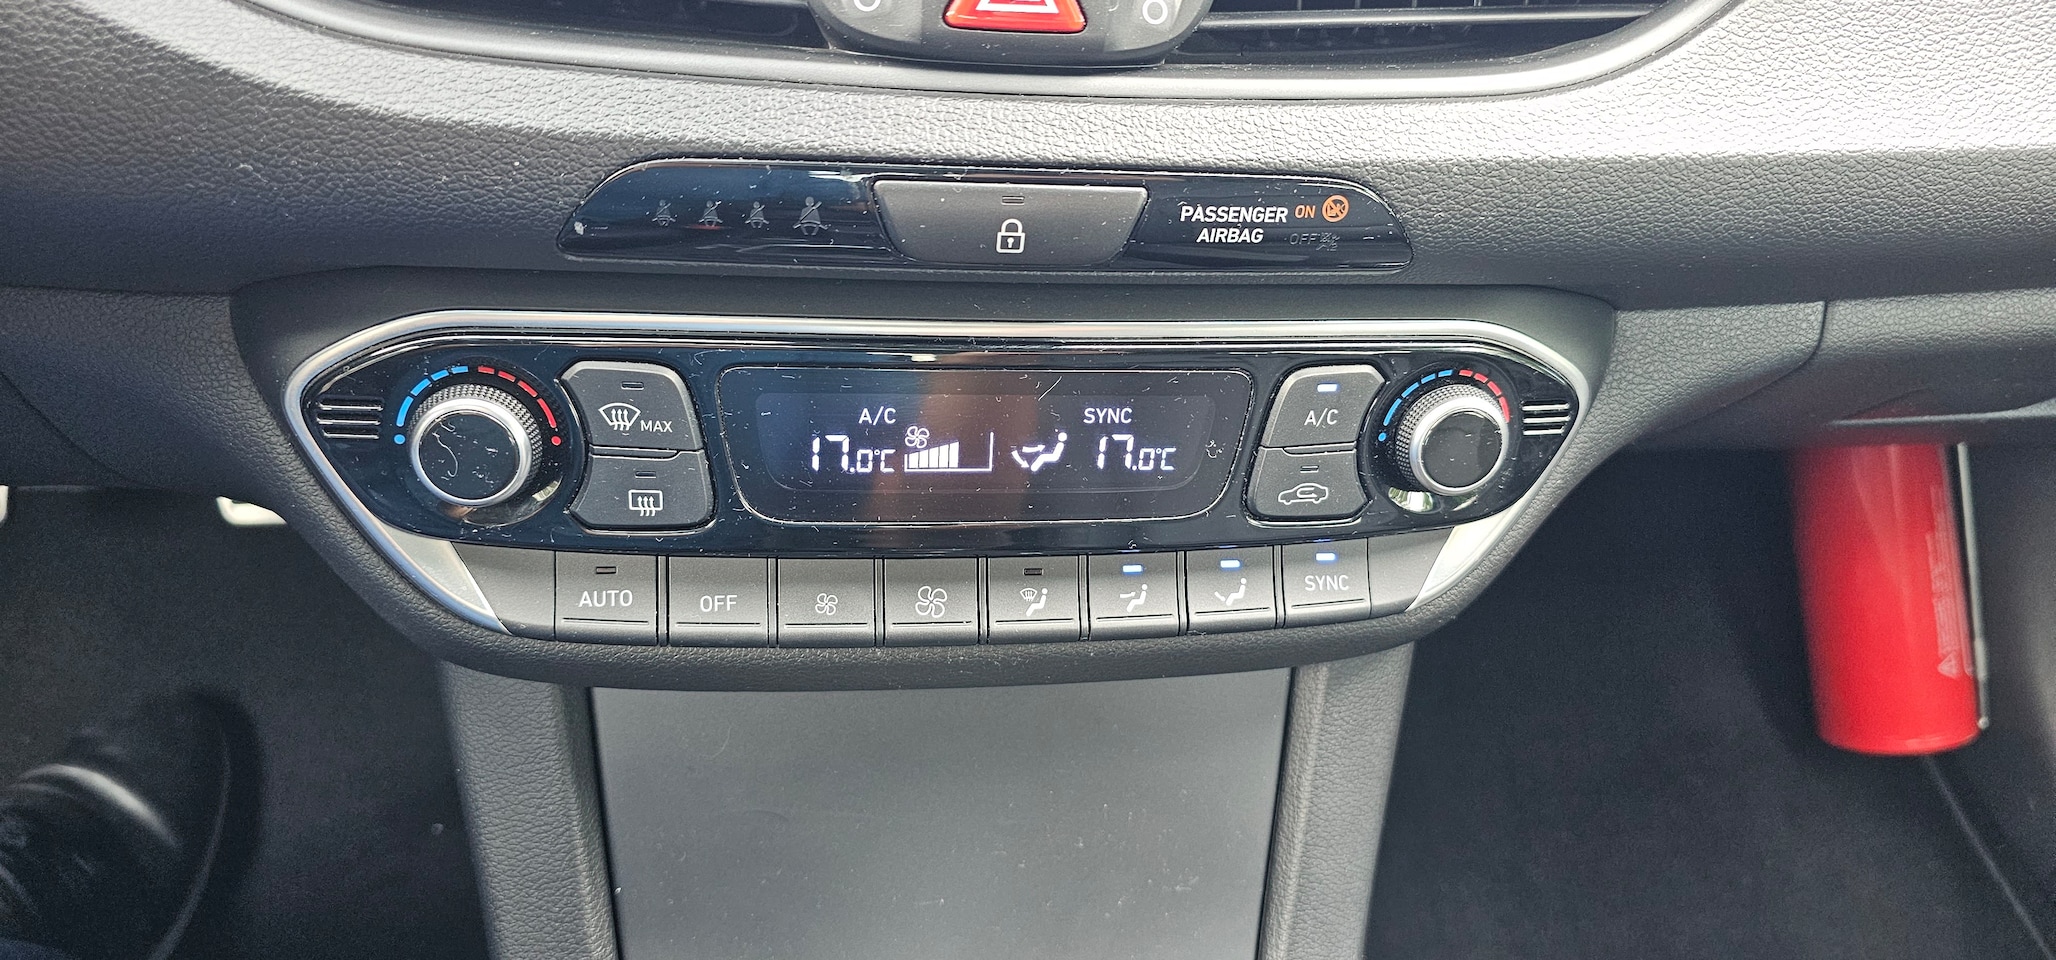 PASSENGER ON
AIRBAG OFF
MAX
A/C
SYNC
17.0°C
17.0°C
A/C
AUTO
OFF
SYNC